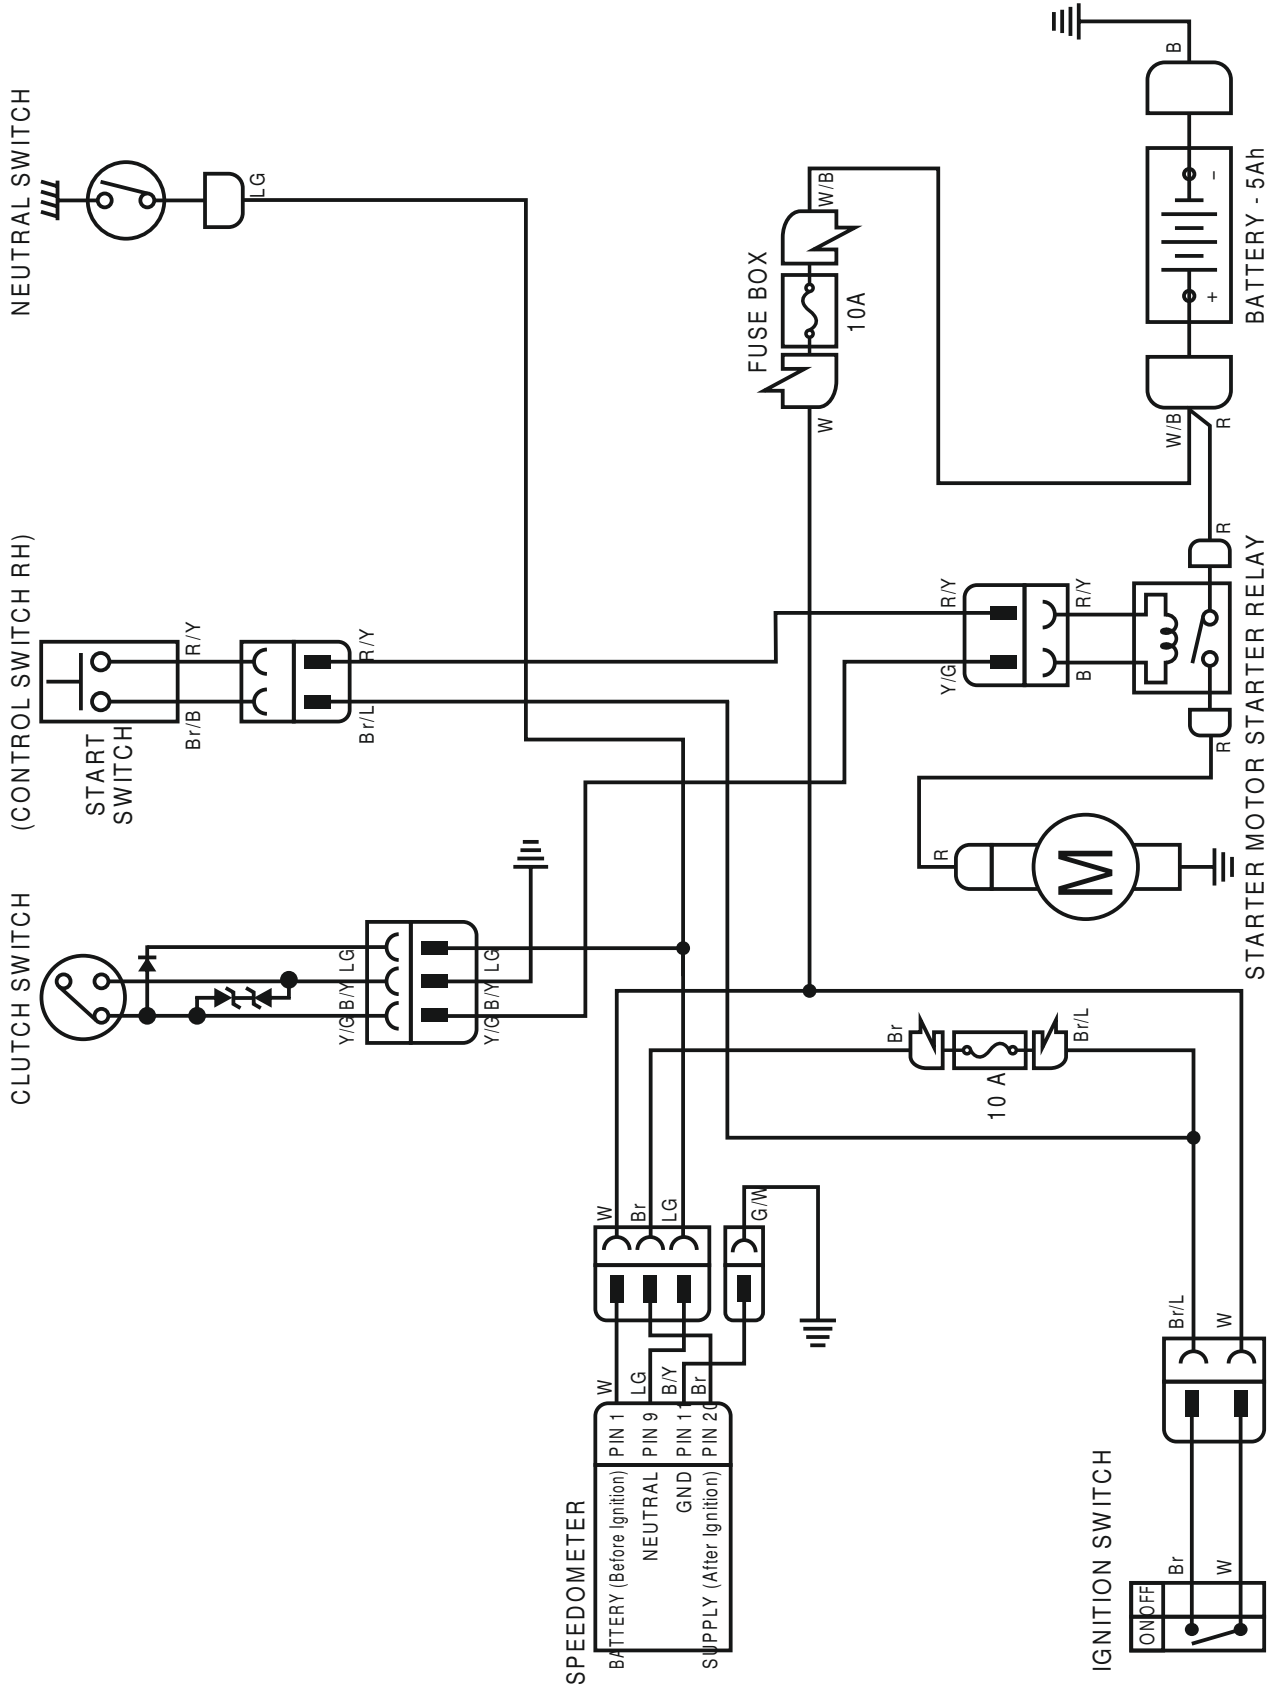 NEUTRAL SWITCH
LG
(CONTROL SWITCH RH)
START
SWITCH
R/Y
Br/B
R/Y
Br/L
CLUTCH SWITCH
LG
B/Y
Y/G
LG
B/Y
Y/G
FUSE BOX
10A
W/B
W
BATTERY - 5Ah
B
+
-
W/B
R
R
STARTER MOTOR STARTER RELAY
R/Y
Y/G
R/Y
B
R
R
M
Br
10 A
Br/L
SPEEDOMETER
W
Br
LG
G/W
W
LG
B/Y
Br
BATTERY (Before Ignition) PIN 1
NEUTRAL PIN 9
GND PIN 11
SUPPLY (After Ignition) PIN 20
IGNITION SWITCH
ON OFF
Br
W
Br/L
W